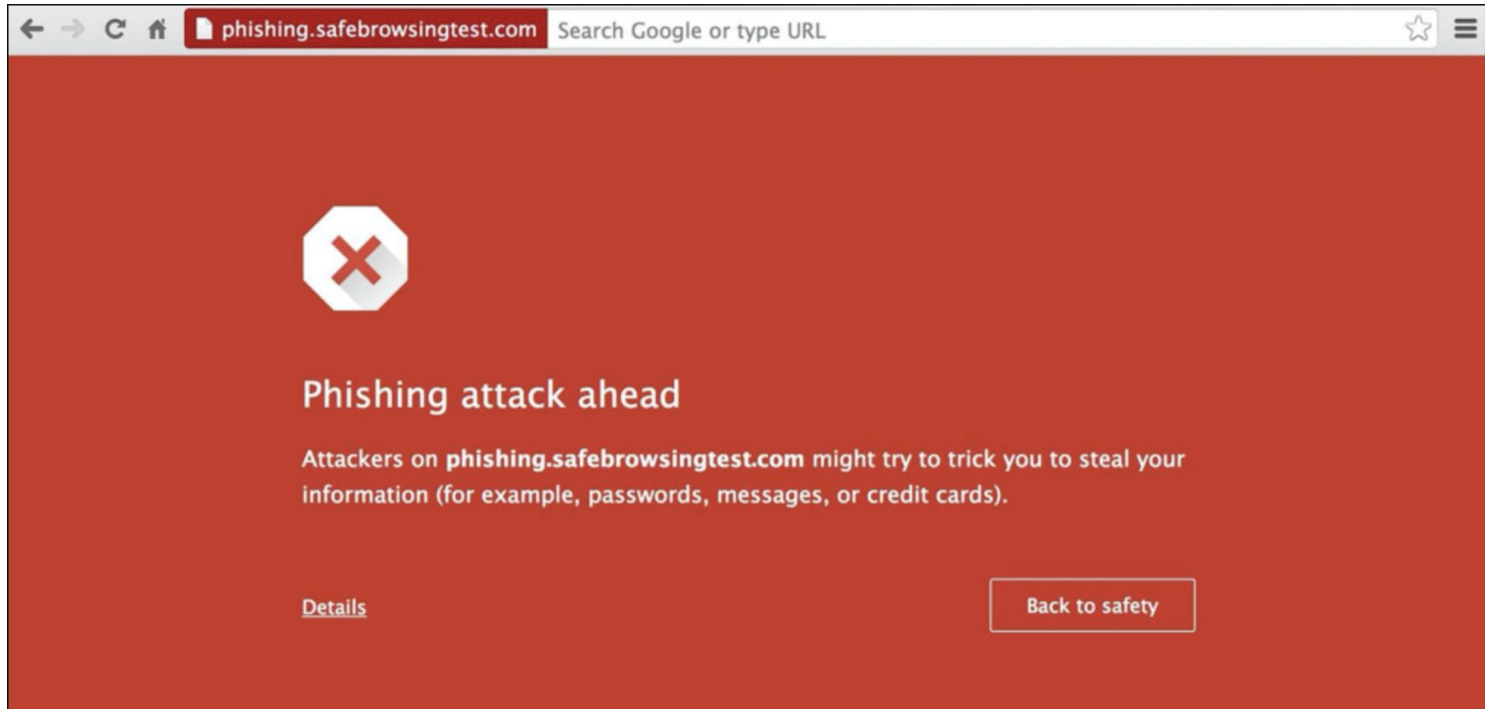 phishing.safebrowsingtest.com Search Google or type URL
Phishing attack ahead
Attackers on phishing.safebrowsingtest.com might try to trick you to steal your
information (for example, passwords, messages, or credit cards).
Details
Back to safety